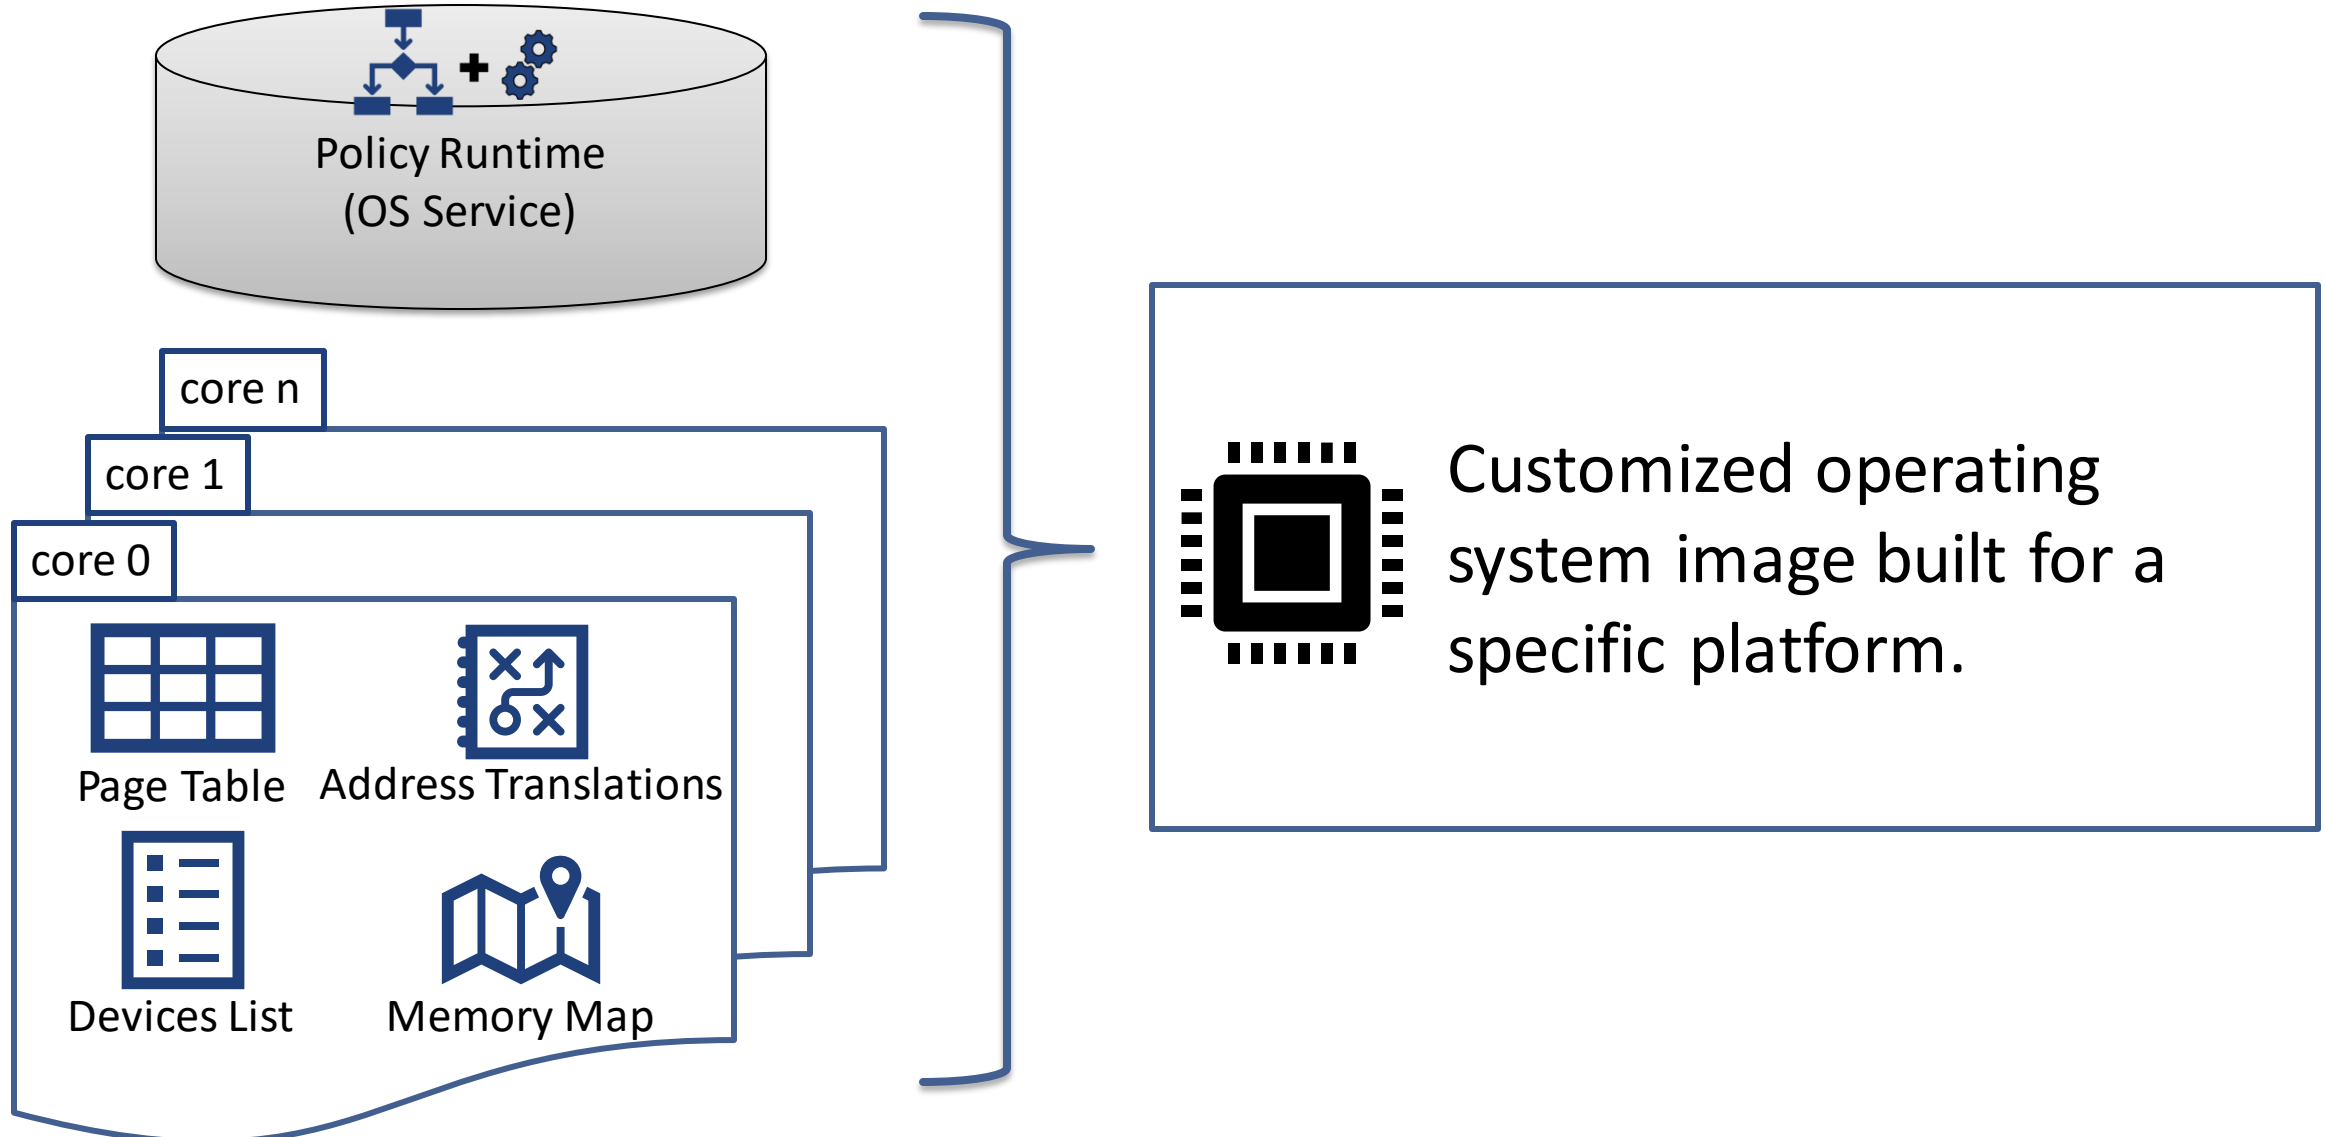 Policy Runtime
(OS Service)
core n
core 1
core 0
Page Table
Address Translations
Devices List
Memory Map
Customized operating
system image built for a
specific platform.